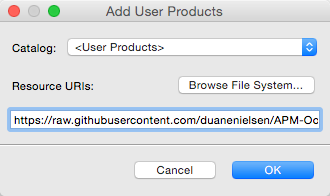 Add User Products
Catalog: <User Products>
Resource URIs: Browse File System...
https://raw.githubusercontent.com/duanenielsen/APM-Oc
Cancel OK